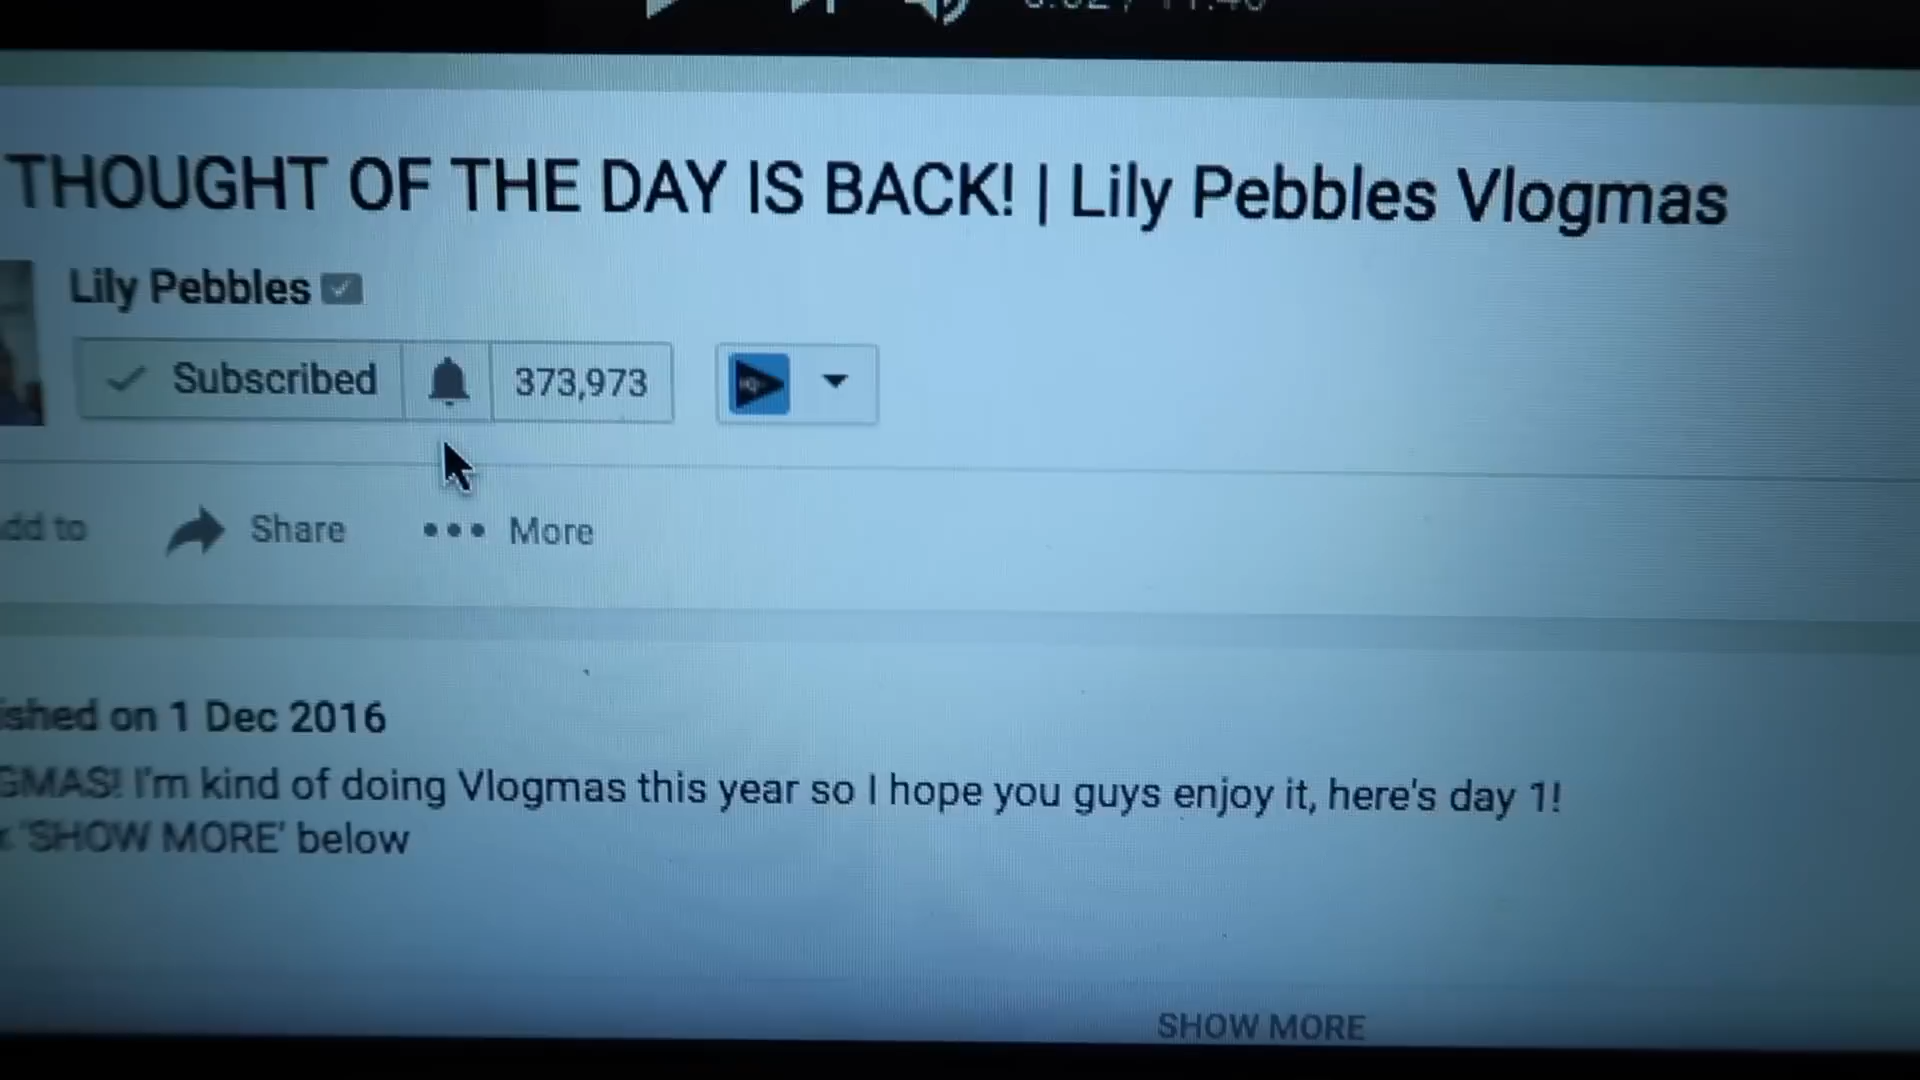 THOUGHT OF THE DAY IS BACK! | Lily Pebbles Vlogmas
Lily Pebbles
Subscribed 373,973
dd to Share More
ished on 1 Dec 2016
GMAS! I'm kind of doing Vlogmas this year so I hope you guys enjoy it, here's day 1!
'SHOW MORE' below
SHOW MORE